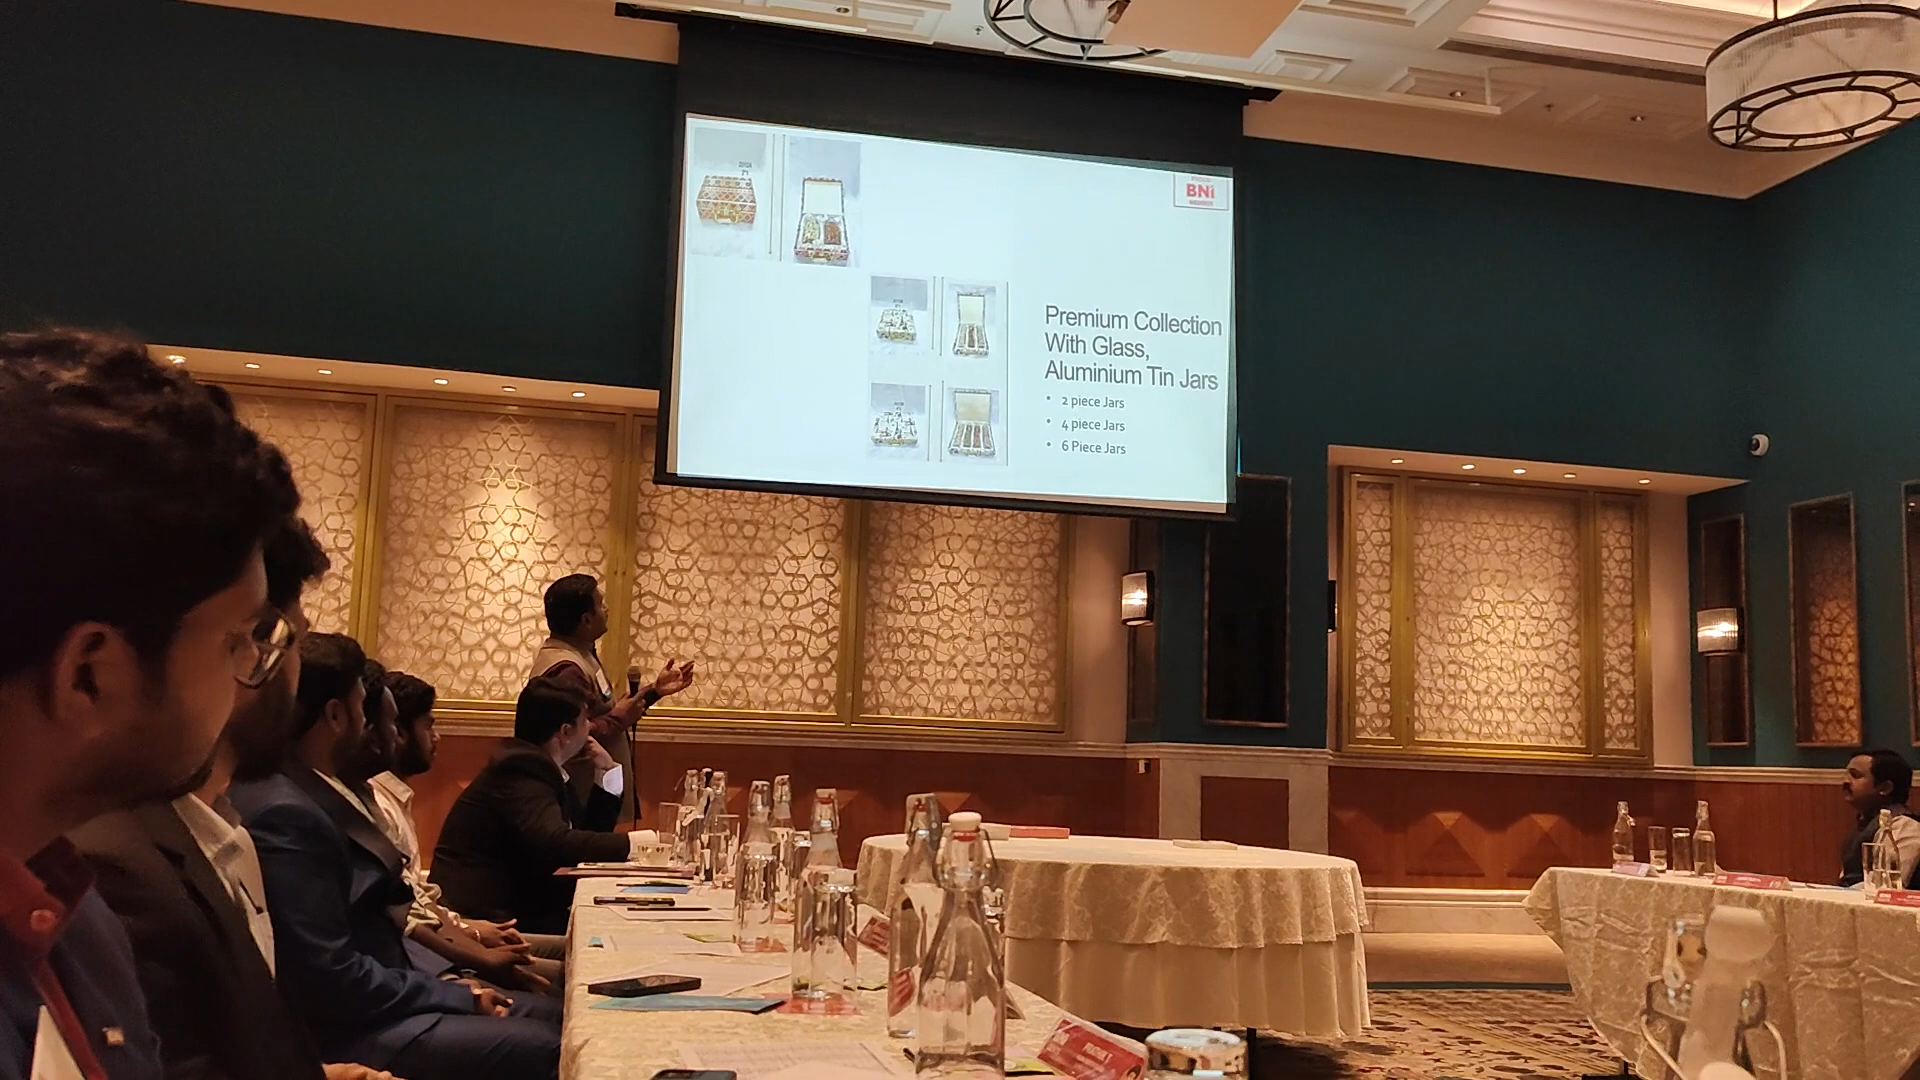 BNI
Premium Collection
With Glass,
Aluminium Tin Jars
• 2 piece Jars
• 4 piece Jars
• 6 Piece Jars